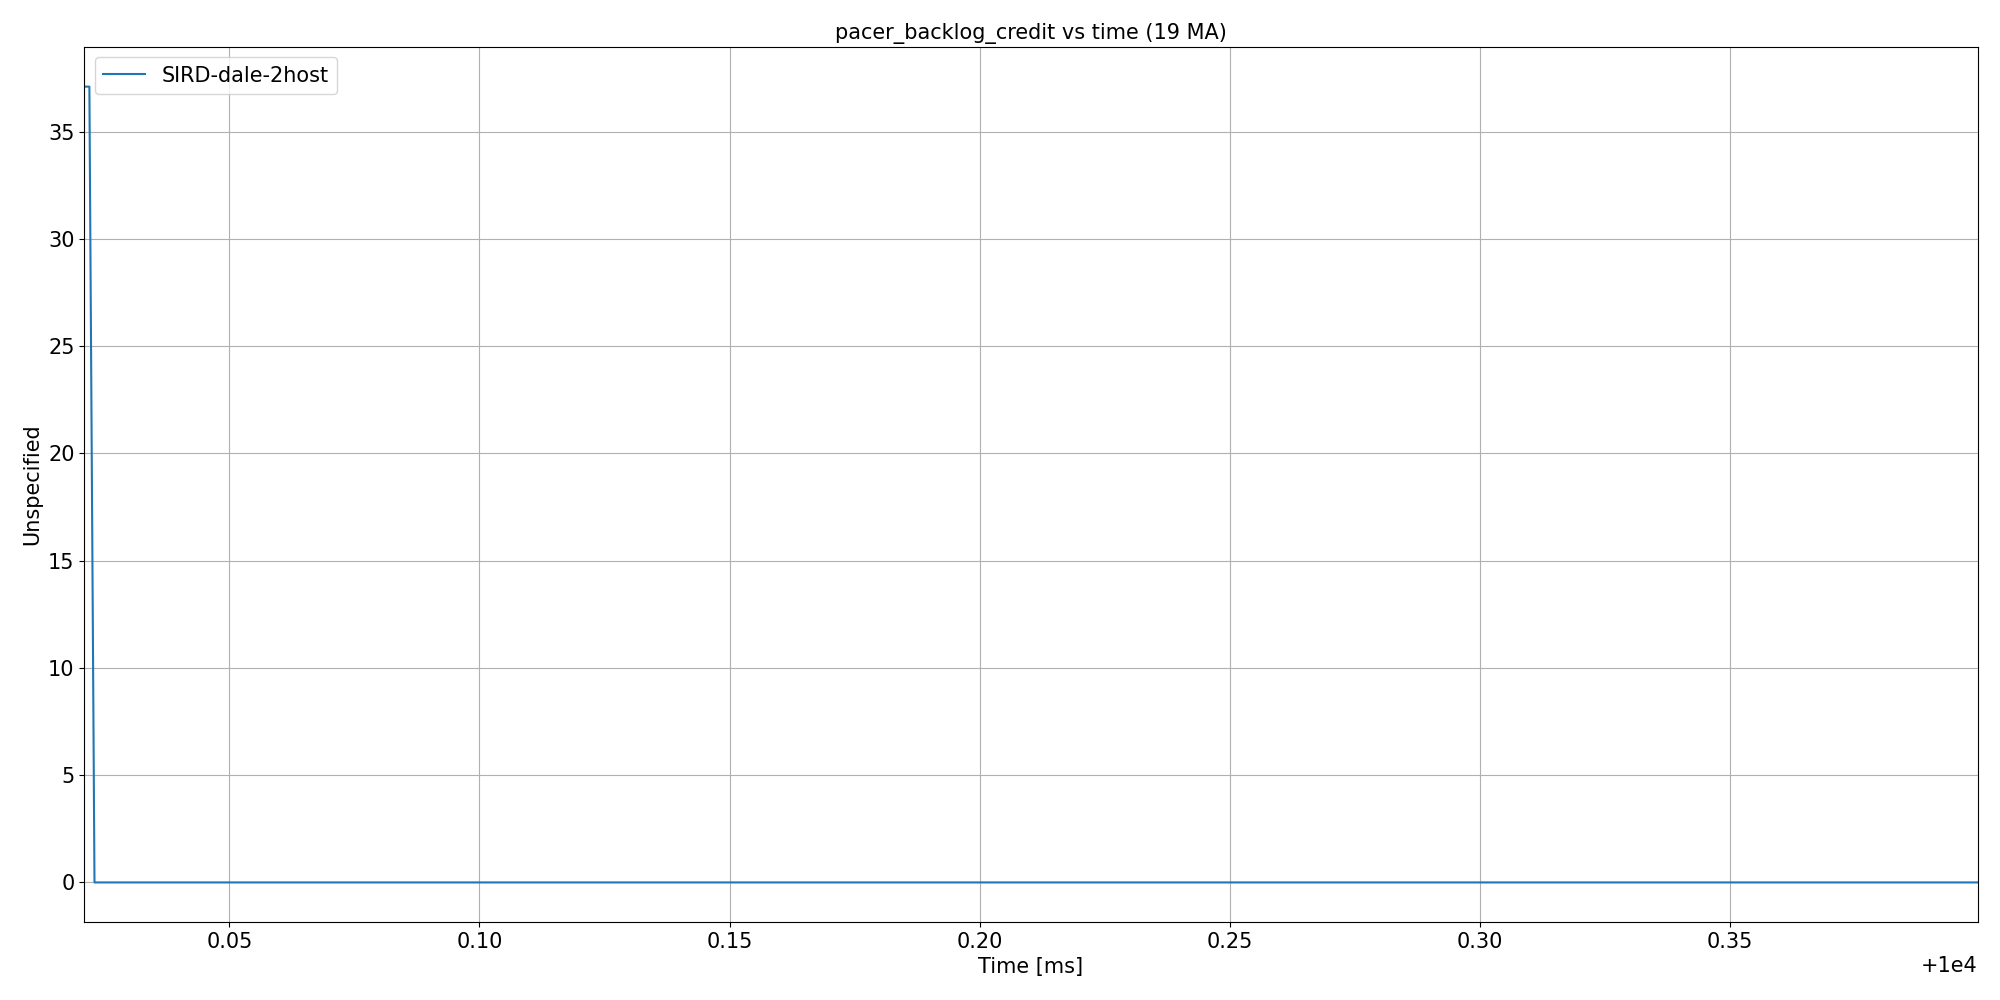 pacer_backlog_credit vs time (19 MA)
SIRD-dale-2host
Unspecified
35
30
25
20
15
10
5
0
0.05 0.10 0.15 0.20 0.25 0.30 0.35
Time [ms]
+1e4